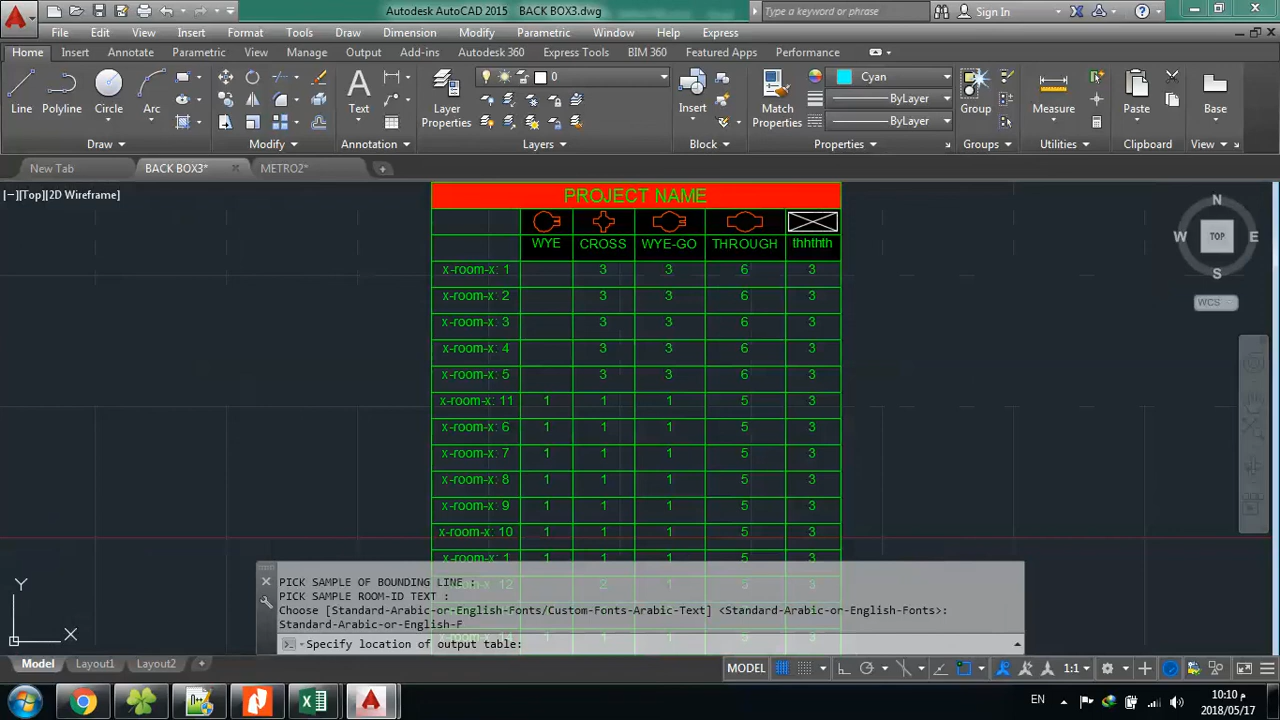 Autodesk AutoCAD 2015 BACK BOX3.dwg
Type a keyword or phrase
Sign In
File Edit View Insert Format Tools Draw Dimension Modify Parametric Window Help Express
Home Insert Annotate Parametric View Manage Output Add-ins Autodesk 360 Express Tools BIM 360 Featured Apps Performance
0
Cyan
ByLayer
ByLayer
Line Polyline Circle Arc Text Layer Properties Insert Match Properties Group Measure Paste Base
Draw Modify Annotation Layers Block Properties Groups Utilities Clipboard View
New Tab BACK BOX3* METRO2*
[−][Top][2D Wireframe]
PROJECT NAME
WYE CROSS WYE-GO THROUGH thhthth
x-room-x: 1 3 3 6 3
x-room-x: 2 3 3 6 3
x-room-x: 3 3 3 6 3
x-room-x: 4 3 3 6 3
x-room-x: 5 3 3 6 3
x-room-x: 11 1 1 1 5 3
x-room-x: 6 1 1 1 5 3
x-room-x: 7 1 1 1 5 3
x-room-x: 8 1 1 1 5 3
x-room-x: 9 1 1 1 5 3
x-room-x: 10 1 1 1 5 3
x-room-x: 1 1 1 1 5 3
N
W TOP E
S
WCS
PICK SAMPLE OF BOUNDING LINE :
PICK SAMPLE ROOM-ID TEXT :
Choose [Standard-Arabic-or-English-Fonts/Custom-Fonts-Arabic-Text] <Standard-Arabic-or-English-Fonts>:
Standard-Arabic-or-English-F
Specify location of output table:
Y
X
Model Layout1 Layout2
MODEL 1:1
EN
10:10 م
2018/05/17